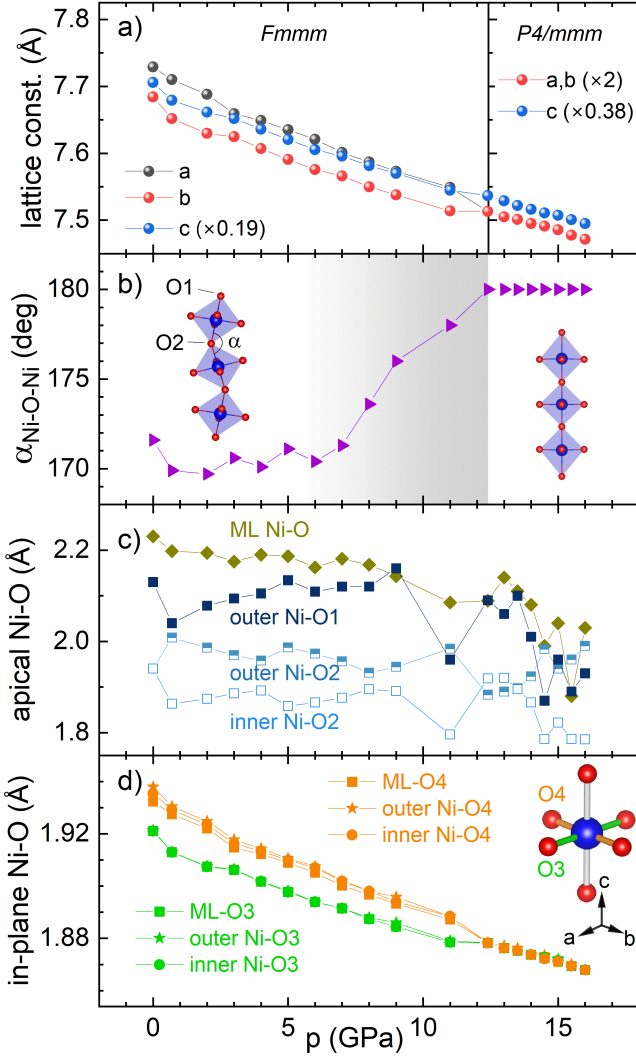 a)
Fmmm
P4/mmm
7.8
7.7
7.6
7.5
lattice const. (Å)
a
b
c (×0.19)
a,b (×2)
c (×0.38)
b)
O1
O2
α
180
175
170
αNi-O-Ni (deg)
c)
ML Ni-O
outer Ni-O1
outer Ni-O2
inner Ni-O2
2.2
2.0
1.8
apical Ni-O (Å)
d)
ML-O4
outer Ni-O4
inner Ni-O4
ML-O3
outer Ni-O3
inner Ni-O3
O4
O3
c
a
b
1.92
1.88
in-plane Ni-O (Å)
0
5
10
15
p (GPa)